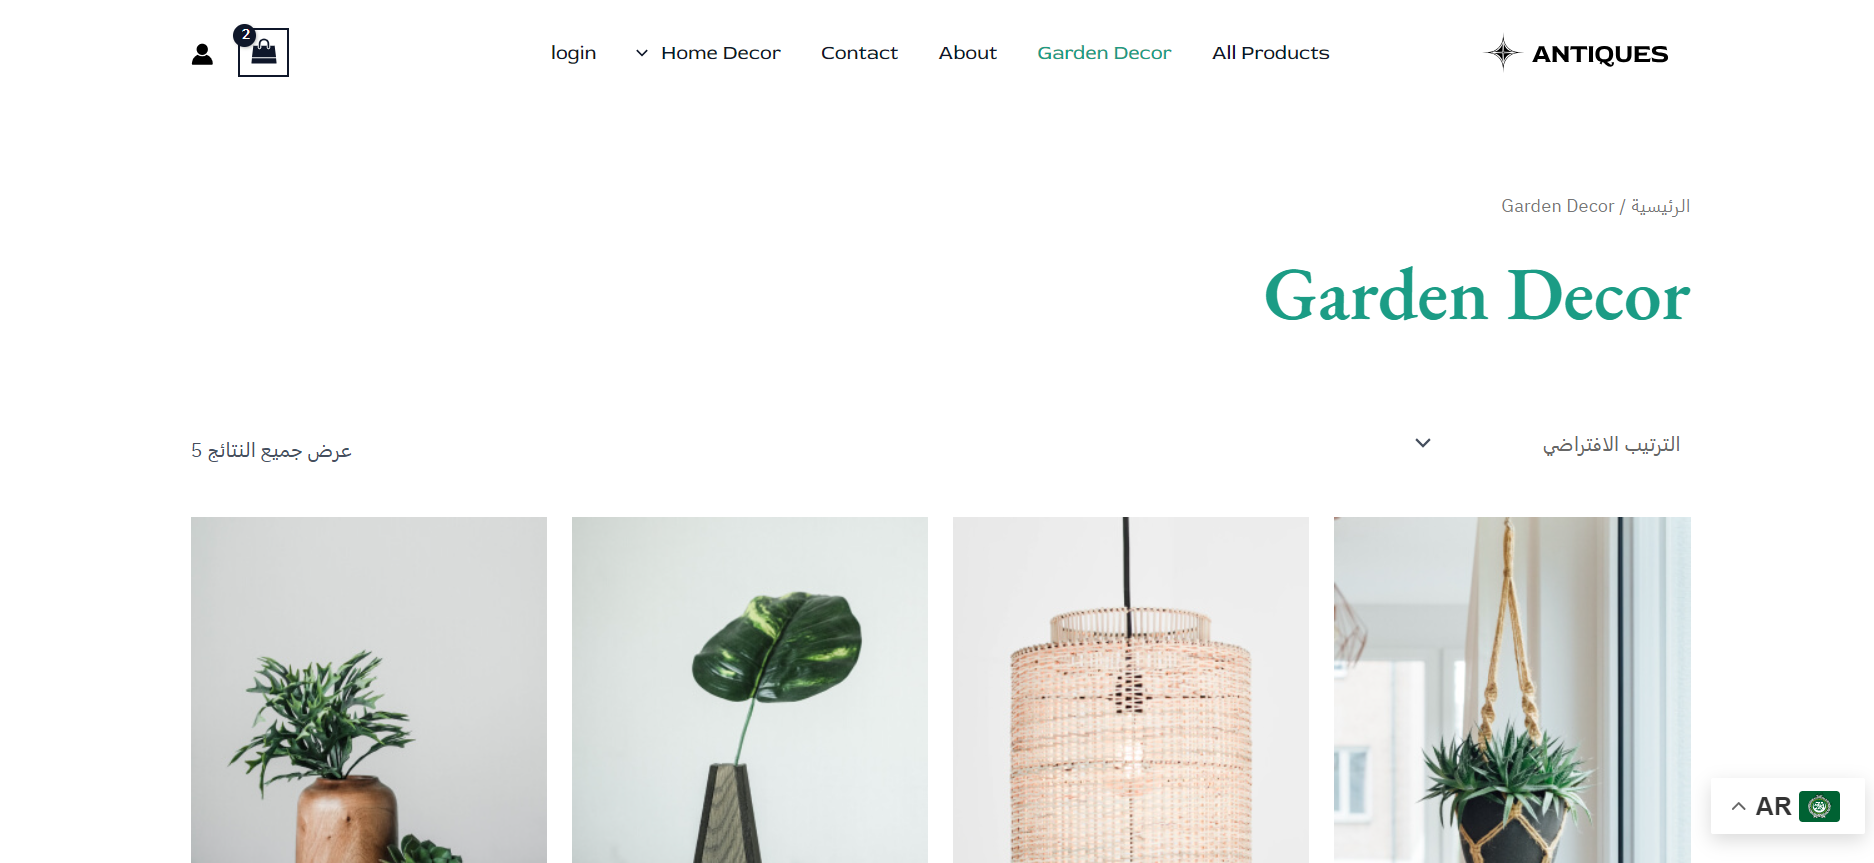 ANTIQUES
All Products
Garden Decor
About
Contact
Home Decor
login
2
الرئيسية / Garden Decor
Garden Decor
الترتيب الافتراضي
عرض جميع النتائج 5
AR